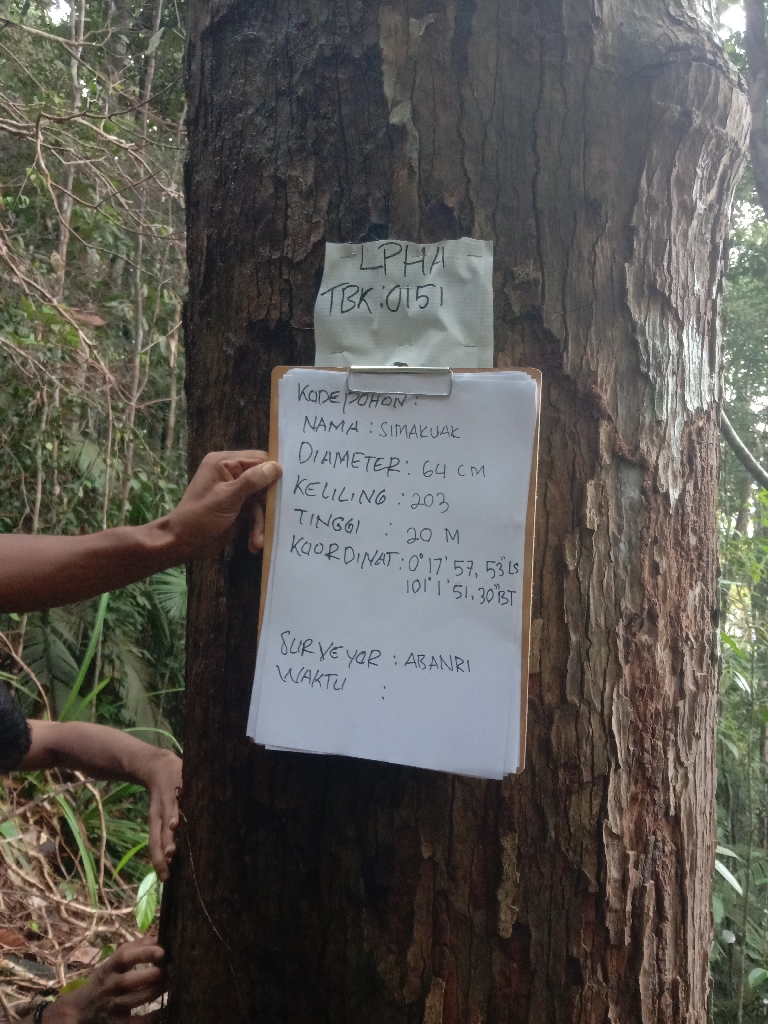 LPHA
TBK:0151
KODE POHON :
NAMA : SIMAKUAK
DIAMETER : 64 CM
KELILING : 203
TINGGI : 20 M
KOORDINAT : 0° 17' 57, 53" LS
101° 1' 51, 30" BT
SURVEYOR : ABANRI
WAKTU :